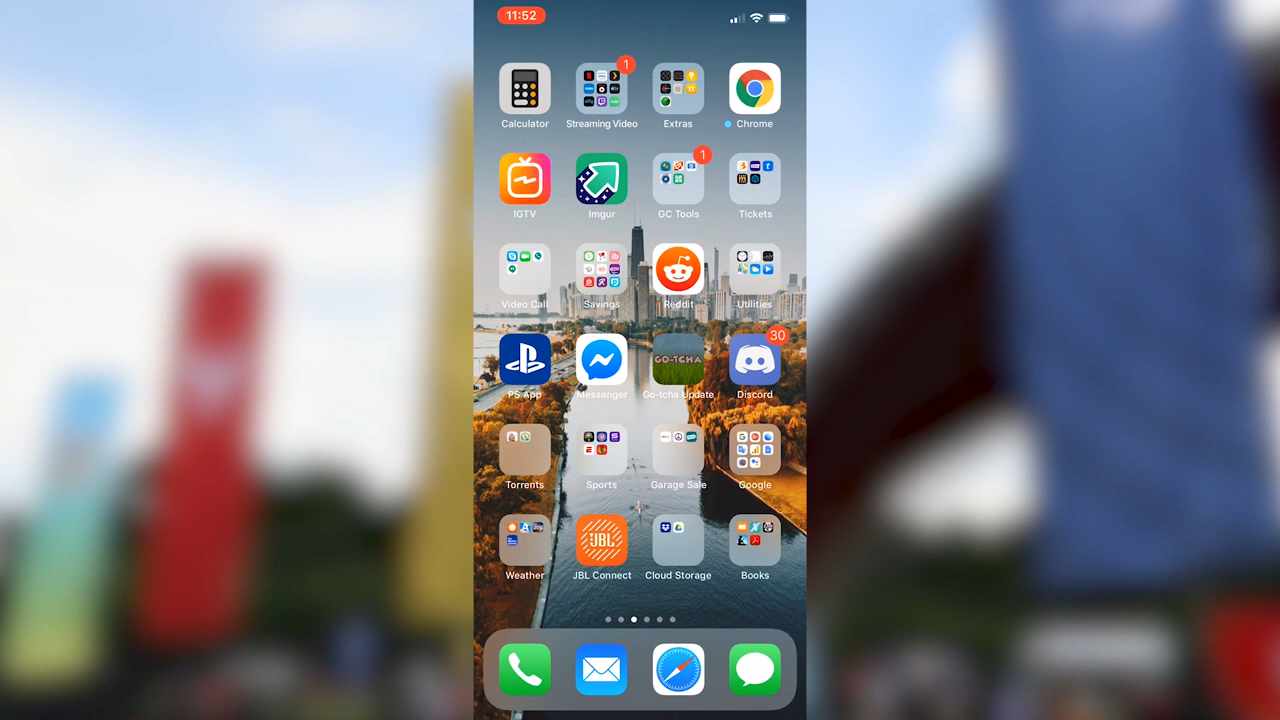 11:52
1
Calculator
Streaming Video
Extras
Chrome
1
IGTV
Imgur
GC Tools
Tickets
Video Call
Savings
Reddit
Utilities
30
GO-TCHA
PS App
Messenger
Go-tcha Update
Discord
Torrents
Sports
Garage Sale
Google
JBL
Weather
JBL Connect
Cloud Storage
Books